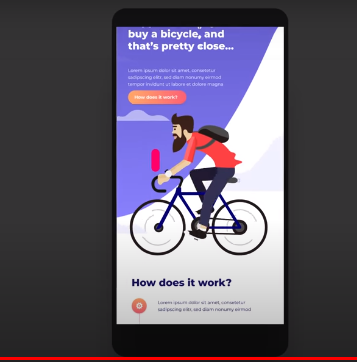 buy a bicycle, and
that's pretty close...
Lorem ipsum dolor sit amet, consetetur
sadipscing elitr, sed diam nonumy eirmod
tempor invidunt ut labore et dolore magna
How does it work?
How does it work?
Lorem ipsum dolor sit amet, consetetur
sadipscing elitr, sed diam nonumy eirmod